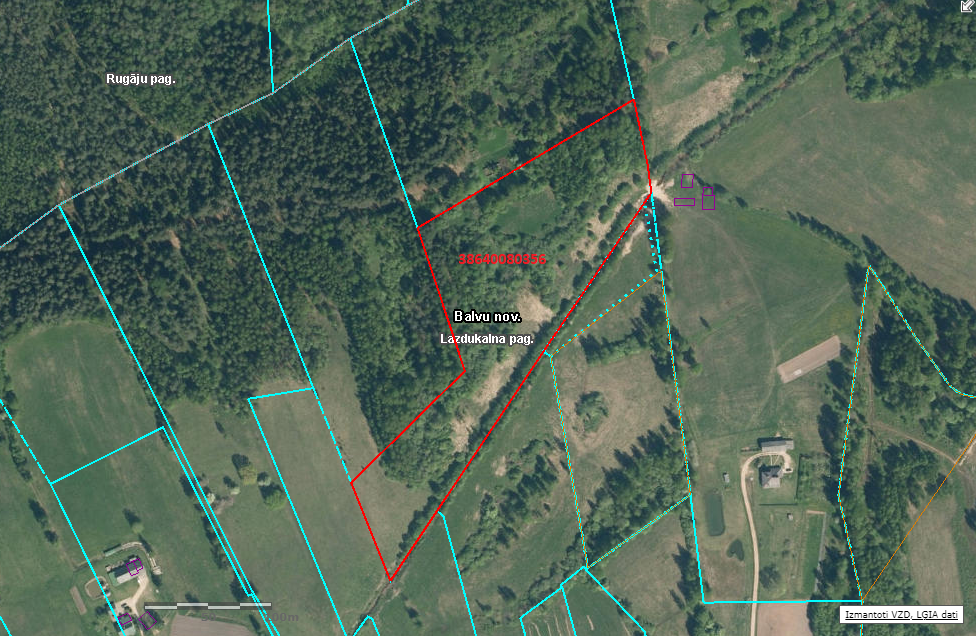 Rugāju pag.
38640080356
Balvu nov.
Lazdukalna pag.
Izmantoti VZD, LGIA dati